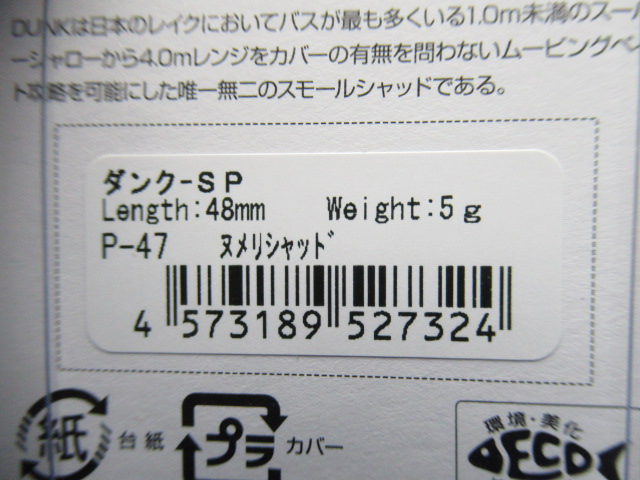 DUNKは日本のレイクにおいてバスが最も多くいる1.0m未満のスー
ーシャローから4.0mレンジをカバーの有無を問わないムービングベ
ト攻略を可能にした唯一無二のスモールシャッドである。
ダンク-SP
Length:48mm Weight:5g
P-47 ヌメリシャッド
4 573189 527324
紙 台紙
プラ カバー
環境・美化
DECO